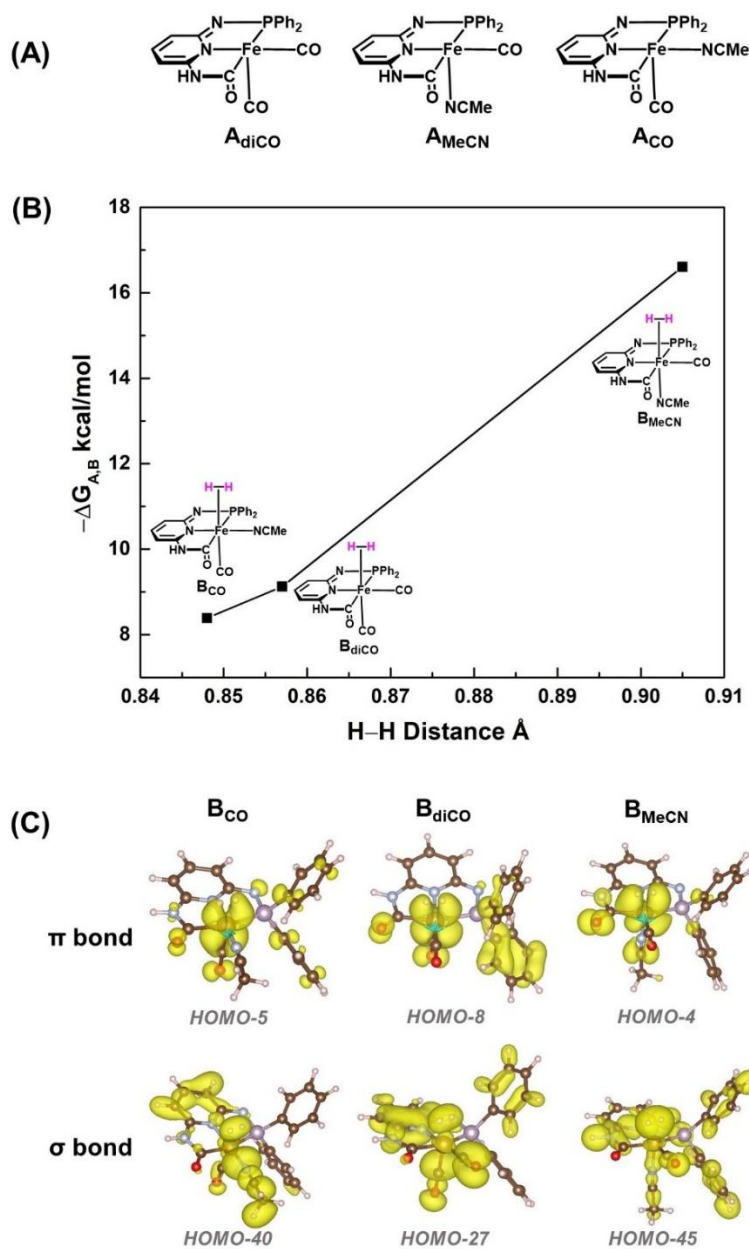 (A)
N PPh2 N Fe CO HN C O CO
N PPh2 N Fe CO HN C O NCMe
N PPh2 N Fe NCMe HN C O CO
AdiCO AMeCN ACO
(B)
18
16
14
12
10
8
−ΔGA,B kcal/mol
H–H
N PPh2
N Fe CO
HN C
O NCMe
BMeCN
H–H
N PPh2
N Fe NCMe
HN C
O CO
BCO
H–H
N PPh2
N Fe CO
HN C
O CO
BdiCO
0.84 0.85 0.86 0.87 0.88 0.89 0.90 0.91
H–H Distance Å
(C)
BCO BdiCO BMeCN
π bond
HOMO-5 HOMO-8 HOMO-4
σ bond
HOMO-40 HOMO-27 HOMO-45